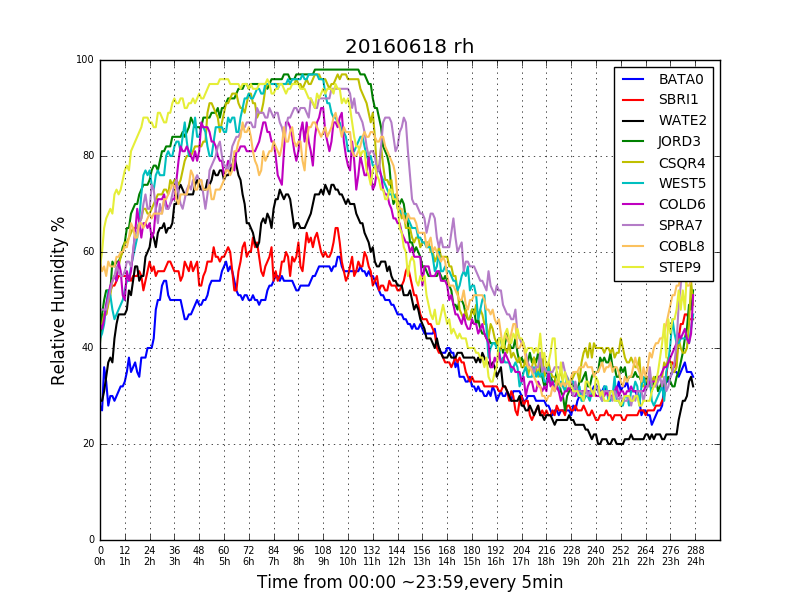 20160618 rh
Relative Humidity %
100
80
60
40
20
0
BATA0
SBRI1
WATE2
JORD3
CSQR4
WEST5
COLD6
SPRA7
COBL8
STEP9
0 12 24 36 48 60 72 84 96 108 120 132 144 156 168 180 192 204 216 228 240 252 264 276 288
0h 1h 2h 3h 4h 5h 6h 7h 8h 9h 10h 11h 12h 13h 14h 15h 16h 17h 18h 19h 20h 21h 22h 23h 24h
Time from 00:00 ~23:59,every 5min